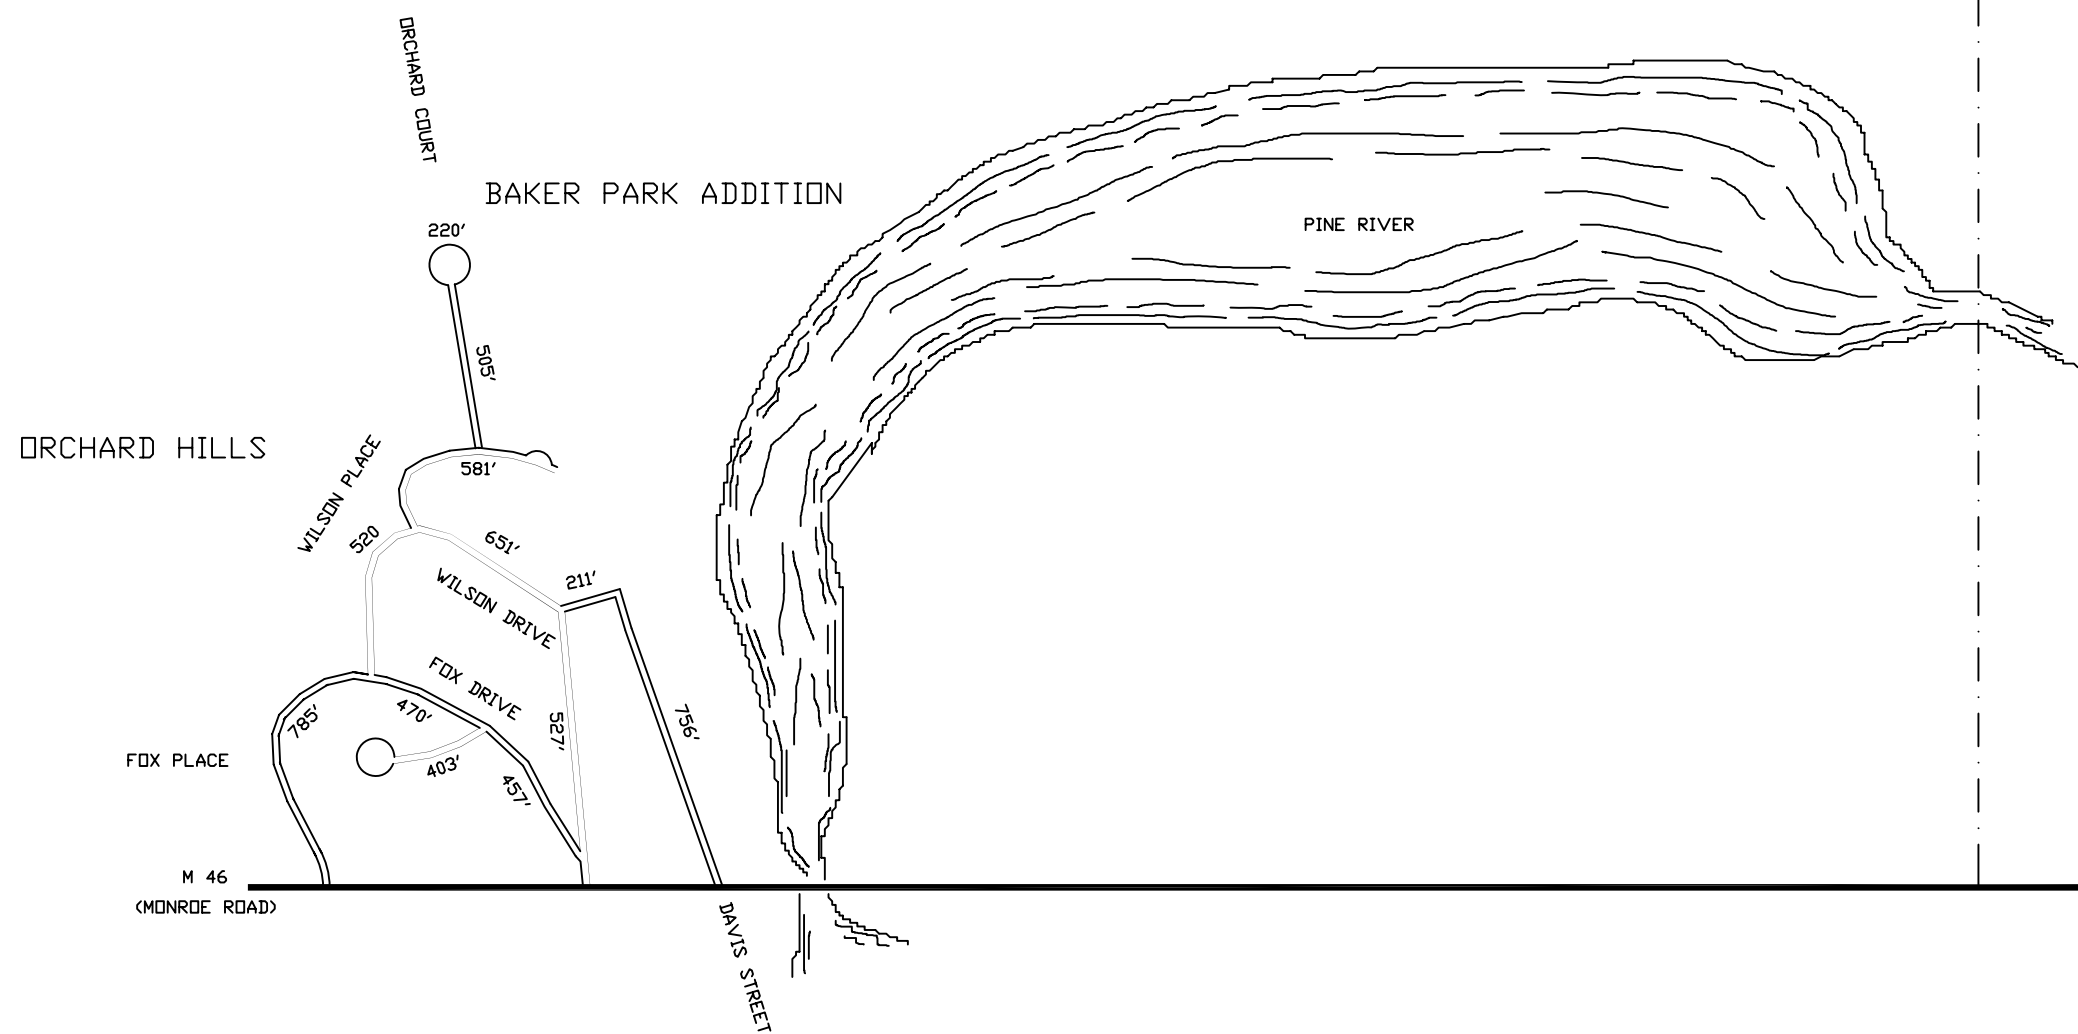 ORCHARD COURT
BAKER PARK ADDITION
220'
PINE RIVER
505'
ORCHARD HILLS
WILSON PLACE
581'
520
651'
211'
WILSON DRIVE
FOX DRIVE
785'
470'
527'
756'
FOX PLACE
403'
457'
M 46
(MONROE ROAD)
DAVIS STREET